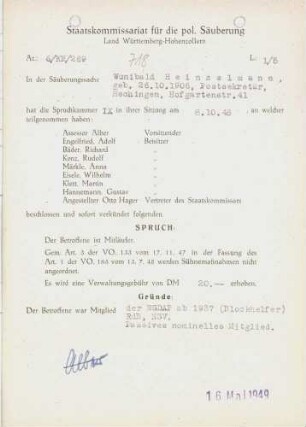 Staatskommissariat für die pol. Säuberung
Land Württemberg-Hohenzollern
Az: 6/XX/269 718 L 1/5
In der Säuberungssache: Wunibald Heinzelmann,
geb. 26.10.1906, Postsekretär,
Hechingen, Hofgartenstr.41
hat die Spruchkammer IX in ihrer Sitzung am 6.10.48 an welcher
teilgenommen haben:
Assessor Alber Vorsitzender
Engelfried, Adolf Beisitzer
Bäder, Richard "
Kenz, Rudolf "
Märkle, Anna "
Eisele, Wilhelm "
Klett, Martin "
Hannemann, Gustav "
Angestellter Otto Hager Vertreter des Staatskommissars
beschlossen und sofort verkündet folgenden
SPRUCH:
Der Betroffene ist Mitläufer.
Gem. Art. 5 der VO. 133 vom 17. 11. 47 in der Fassung des
Art. 1 der VO. 165 vom 13. 7. 48 werden Sühnemaßnahmen nicht
angeordnet.
Es wird eine Verwaltungsgebühr von DM 20.— erhoben.
Gründe:
Der Betroffene war Mitglied der NSDAP ab 1937 (Blockhelfer)
RdB, NSV.
Passives nominelles Mitglied.
Alber
16 Mai 1949